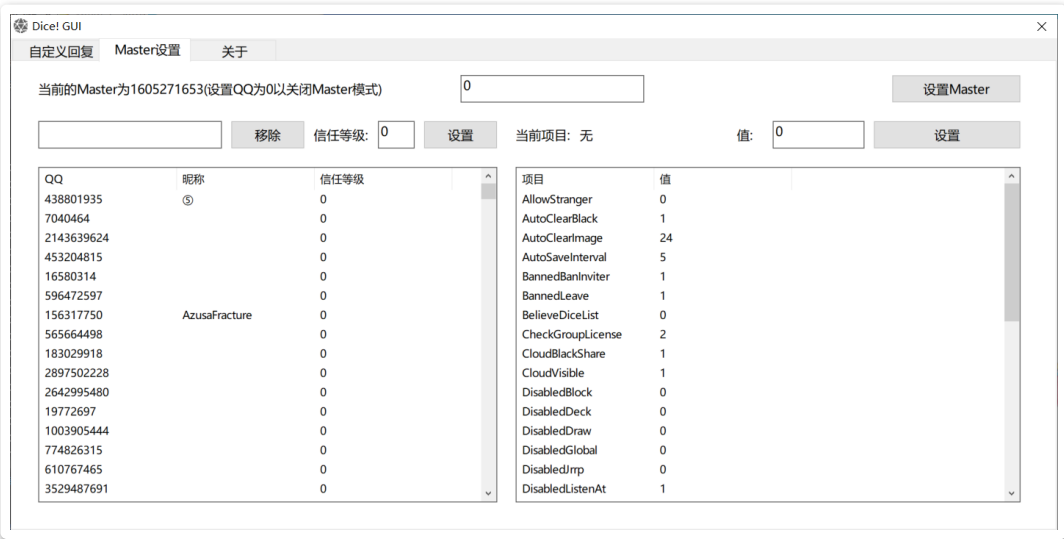 Dice! GUI
自定义回复 Master设置 关于
当前的Master为1605271653(设置QQ为0以关闭Master模式) 0 设置Master
移除 信任等级: 0 设置 当前项目: 无 值: 0 设置
QQ 昵称 信任等级 项目 值
438801935 ⑤ 0 AllowStranger 0
7040464 0 AutoClearBlack 1
2143639624 0 AutoClearImage 24
453204815 0 AutoSaveInterval 5
16580314 0 BannedBanInviter 1
596472597 0 BannedLeave 1
156317750 AzusaFracture 0 BelieveDiceList 0
565664498 0 CheckGroupLicense 2
183029918 0 CloudBlackShare 1
2897502228 0 CloudVisible 1
2642995480 0 DisabledBlock 0
19772697 0 DisabledDeck 0
1003905444 0 DisabledDraw 0
774826315 0 DisabledGlobal 0
610767465 0 DisabledJrrp 0
3529487691 0 DisabledListenAt 1